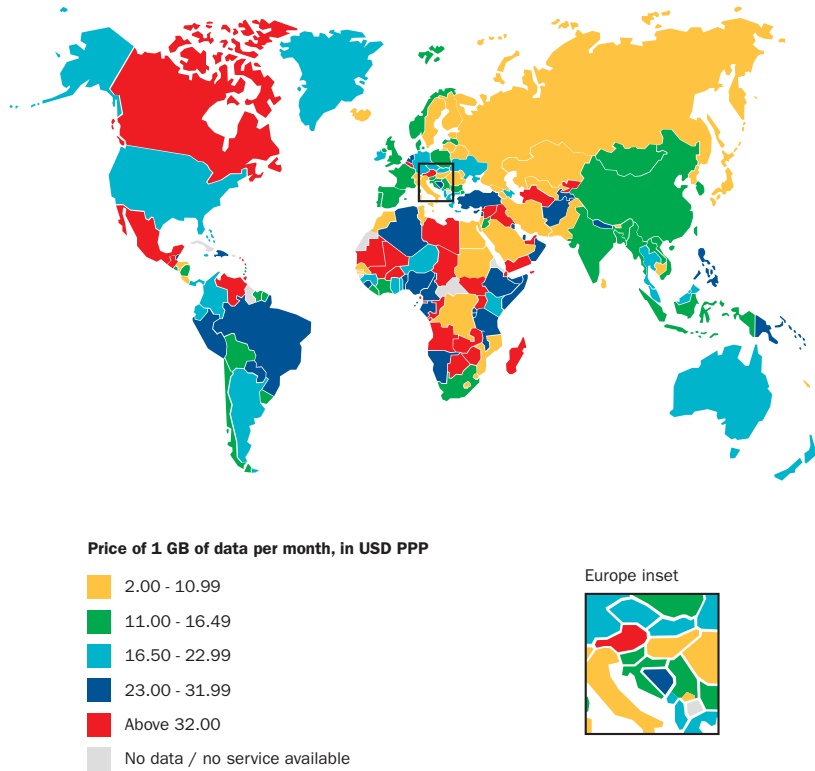 Price of 1 GB of data per month, in USD PPP
2.00 - 10.99
11.00 - 16.49
16.50 - 22.99
23.00 - 31.99
Above 32.00
No data / no service available
Europe inset